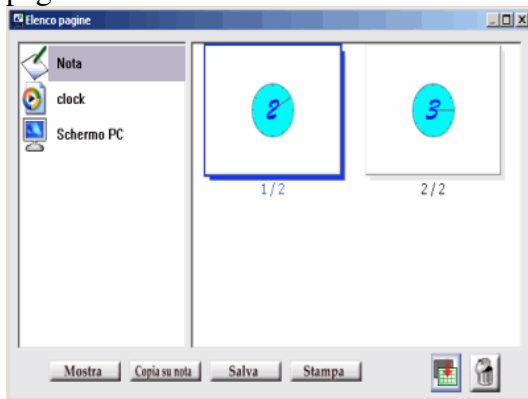 Elenco pagine
Nota
clock
Schermo PC
2
3
1 / 2
2 / 2
Mostra
Copia su nota
Salva
Stampa